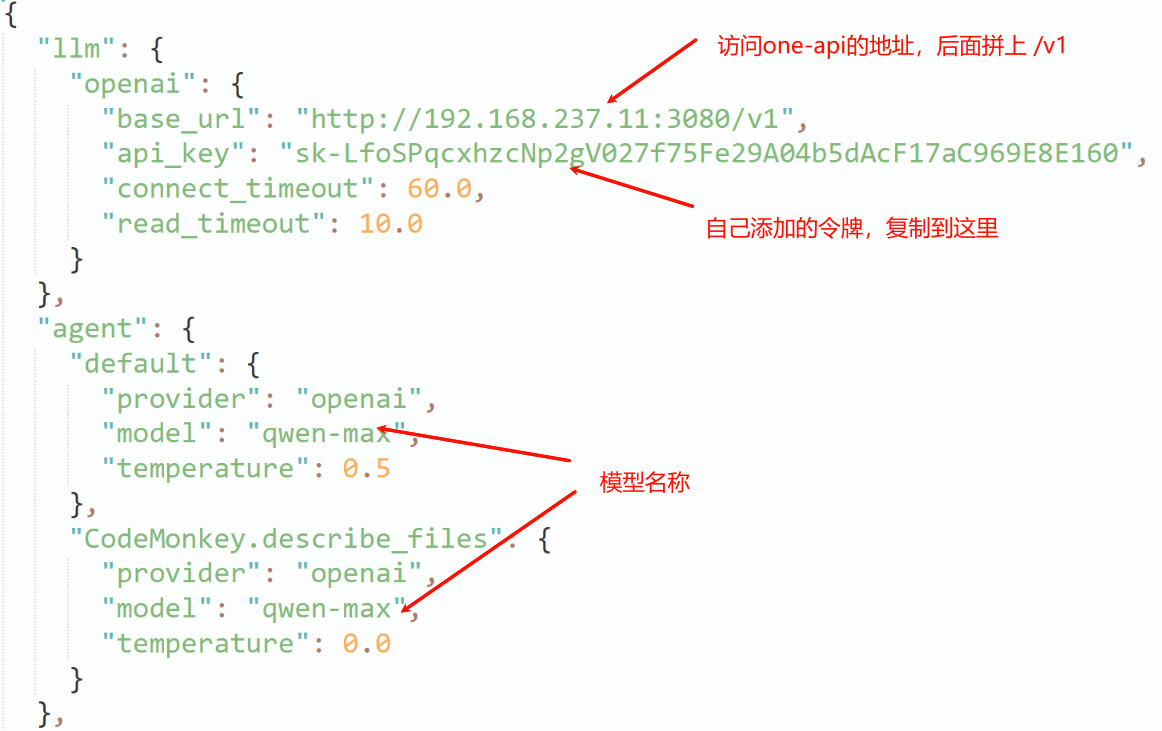 {
"llm": {
"openai": {
"base_url": "http://192.168.237.11:3080/v1",
"api_key": "sk-LfoSPqcxhzcNp2gV027f75Fe29A04b5dAcF17aC969E8E160",
"connect_timeout": 60.0,
"read_timeout": 10.0
}
},
"agent": {
"default": {
"provider": "openai",
"model": "qwen-max",
"temperature": 0.5
},
"CodeMonkey.describe_files": {
"provider": "openai",
"model": "qwen-max",
"temperature": 0.0
}
},
访问one-api的地址，后面拼上 /v1
自己添加的令牌，复制到这里
模型名称